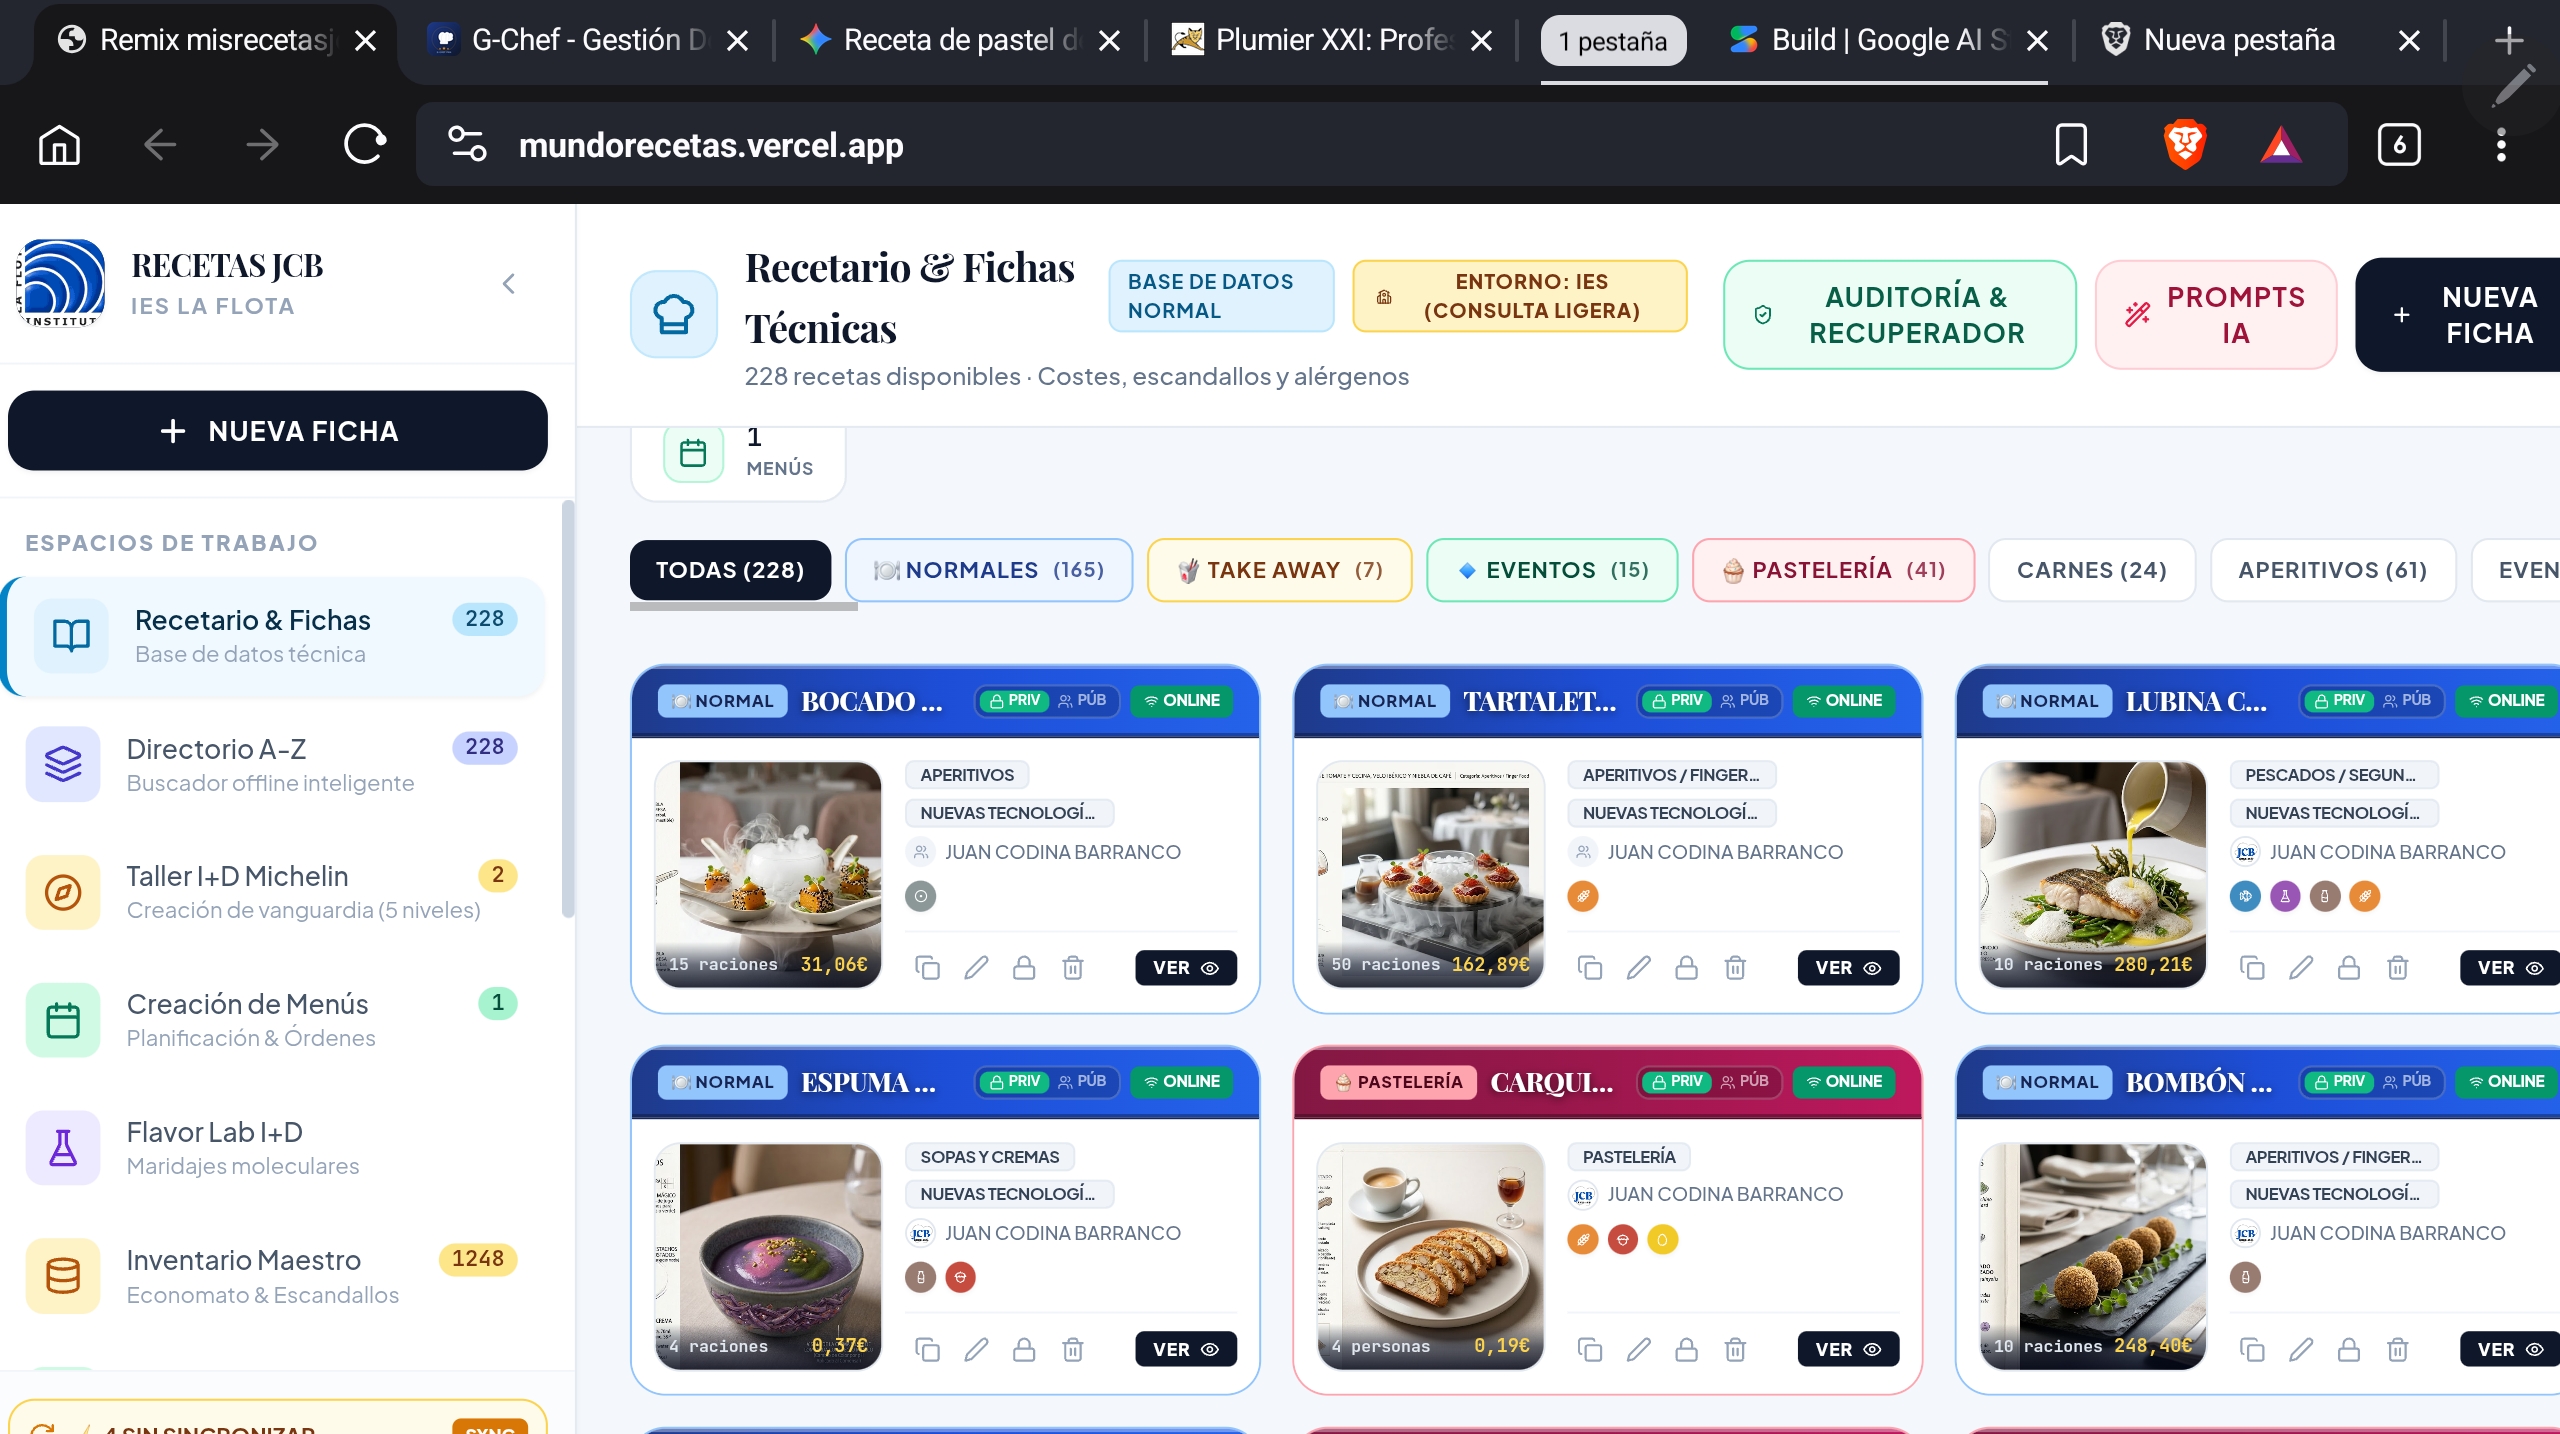 Remix misrecetasj
G-Chef - Gestión D
Receta de pastel d
Plumier XXI: Profes
1 pestaña
Build | Google AI S
Nueva pestaña
mundorecetas.vercel.app
6
RECETAS JCB
IES LA FLOTA
INSTITUT
NUEVA FICHA
ESPACIOS DE TRABAJO
Recetario & Fichas
228
Base de datos técnica
Directorio A-Z
228
Buscador offline inteligente
Taller I+D Michelin
2
Creación de vanguardia (5 niveles)
Creación de Menús
1
Planificación & Órdenes
Flavor Lab I+D
Maridajes moleculares
Inventario Maestro
1248
Economato & Escandallos
4 SIN SINCRONIZAR
SYNC
Recetario & Fichas
Técnicas
BASE DE DATOS
NORMAL
ENTORNO: IES
(CONSULTA LIGERA)
228 recetas disponibles · Costes, escandallos y alérgenos
AUDITORÍA &
RECUPERADOR
PROMPTS
IA
NUEVA
FICHA
1
MENÚS
TODAS (228)
NORMALES (165)
TAKE AWAY (7)
EVENTOS (15)
PASTELERÍA (41)
CARNES (24)
APERITIVOS (61)
EVEN
NORMAL BOCADO ... PRIV PÚB ONLINE
APERITIVOS
NUEVAS TECNOLOGÍ...
JUAN CODINA BARRANCO
15 raciones 31,06€
VER
NORMAL TARTALET... PRIV PÚB ONLINE
APERITIVOS / FINGER...
NUEVAS TECNOLOGÍ...
JUAN CODINA BARRANCO
50 raciones 162,89€
VER
NORMAL LUBINA C... PRIV PÚB ONLINE
PESCADOS / SEGUN...
NUEVAS TECNOLOGÍ...
JCB JUAN CODINA BARRANCO
10 raciones 280,21€
VER
NORMAL ESPUMA ... PRIV PÚB ONLINE
SOPAS Y CREMAS
NUEVAS TECNOLOGÍ...
JCB JUAN CODINA BARRANCO
4 raciones 0,37€
VER
PASTELERÍA CARQUI... PRIV PÚB ONLINE
PASTELERÍA
JCB JUAN CODINA BARRANCO
4 personas 0,19€
VER
NORMAL BOMBÓN ... PRIV PÚB ONLINE
APERITIVOS / FINGER...
NUEVAS TECNOLOGÍ...
JCB JUAN CODINA BARRANCO
10 raciones 248,40€
VER